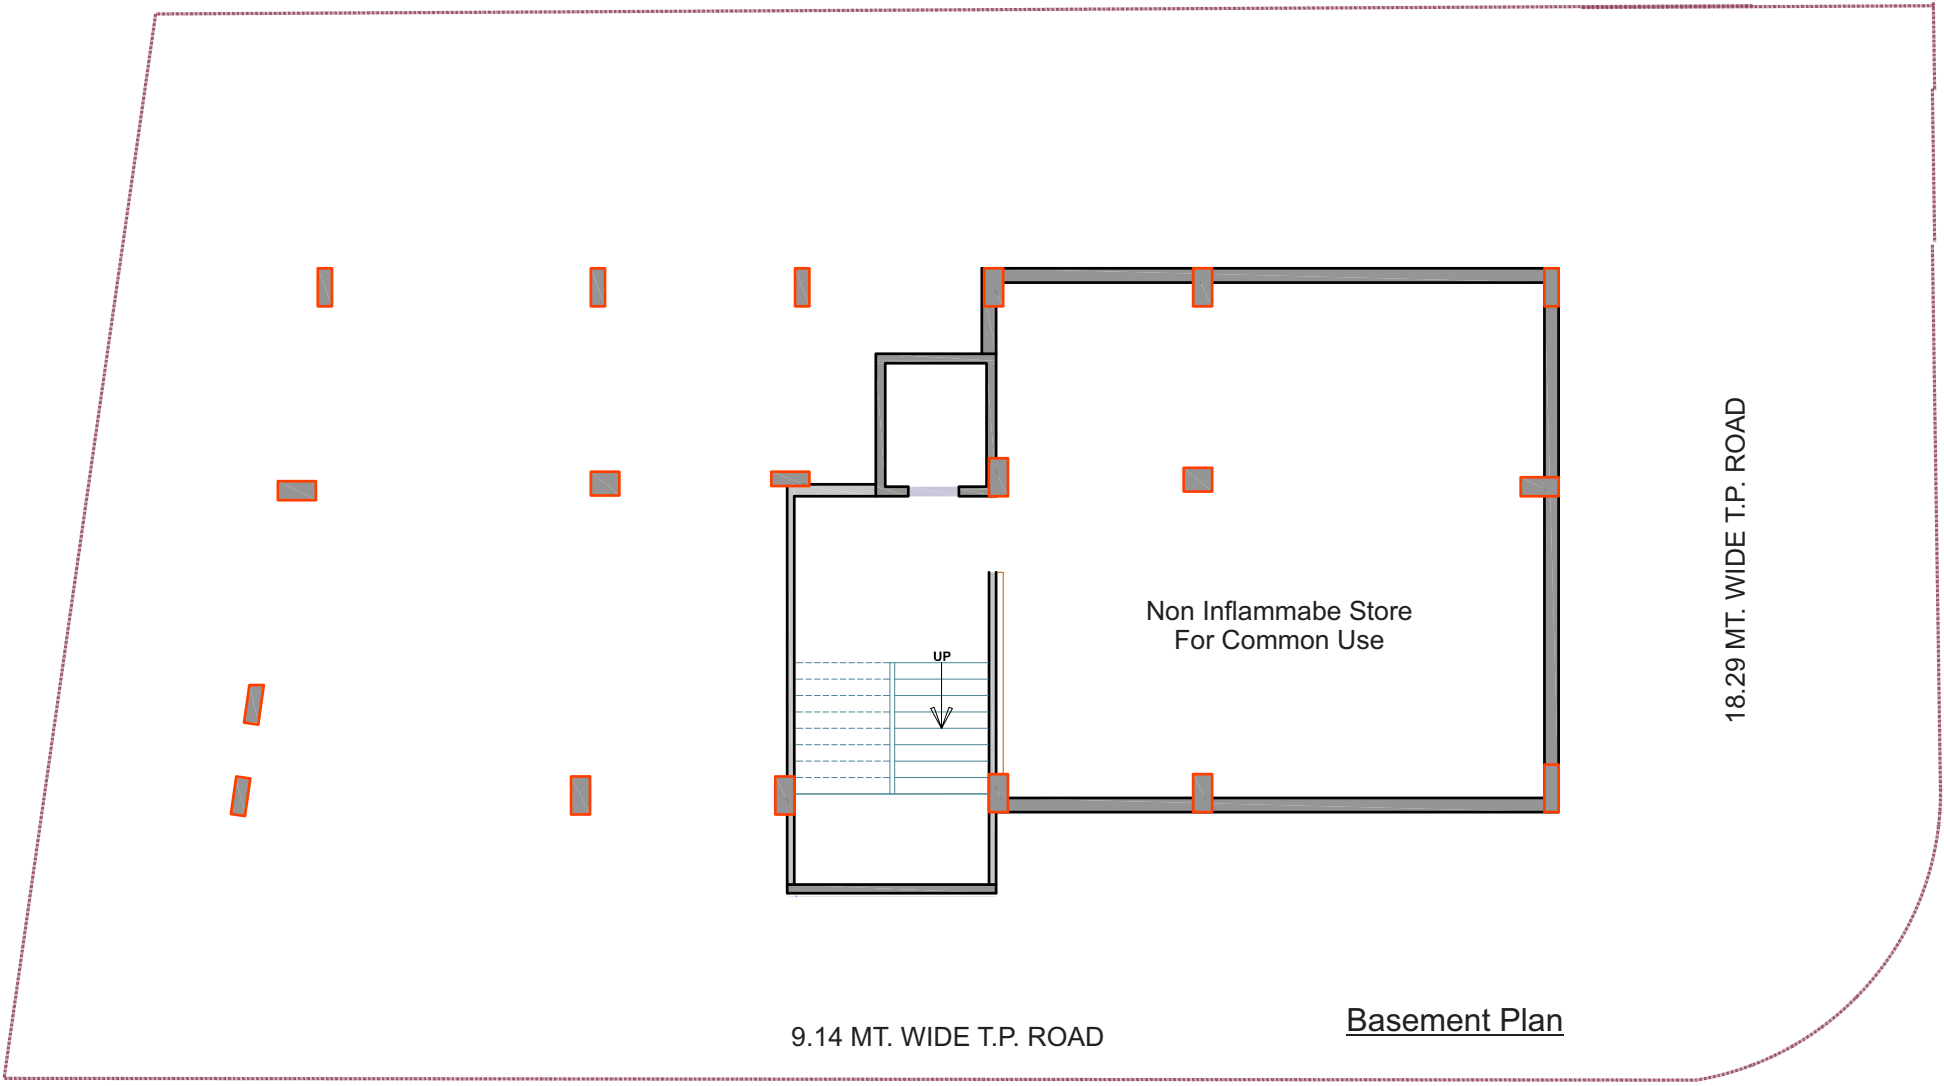 18.29 MT. WIDE T.P. ROAD
Non Inflammabe Store
For Common Use
UP
Basement Plan
9.14 MT. WIDE T.P. ROAD